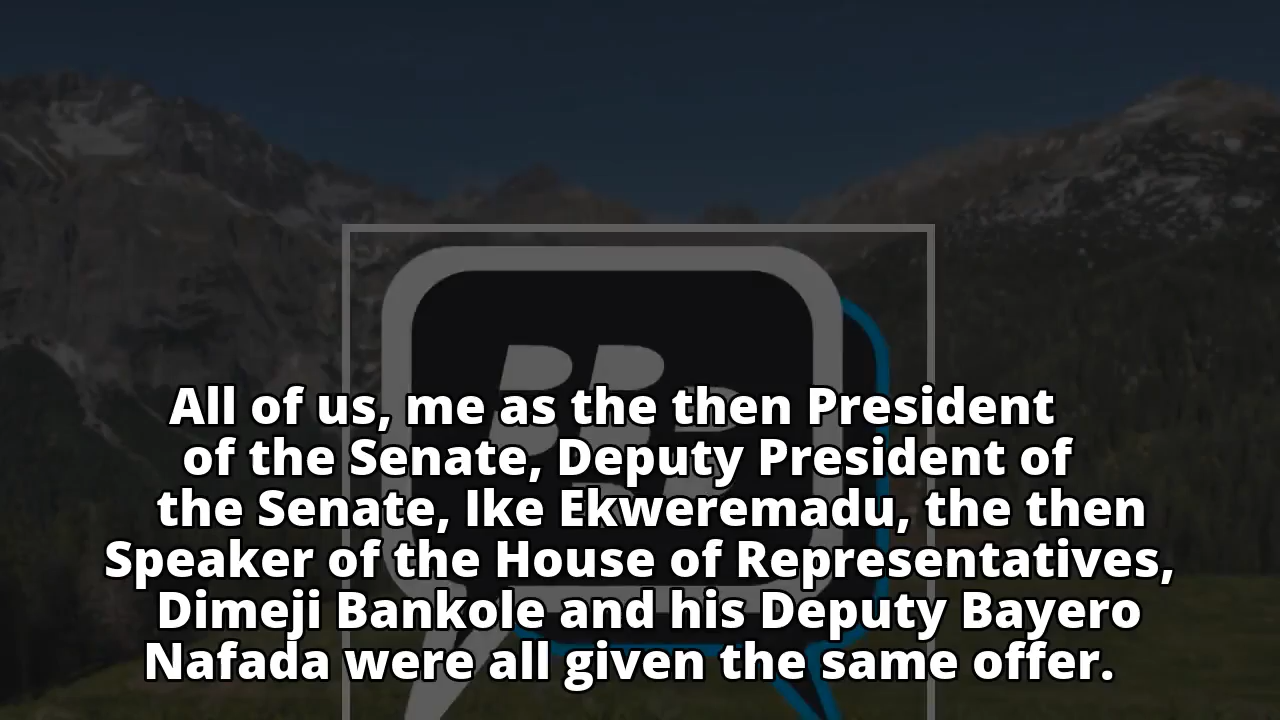 All of us, me as the then President
of the Senate, Deputy President of
the Senate, Ike Ekweremadu, the then
Speaker of the House of Representatives,
Dimeji Bankole and his Deputy Bayero
Nafada were all given the same offer.